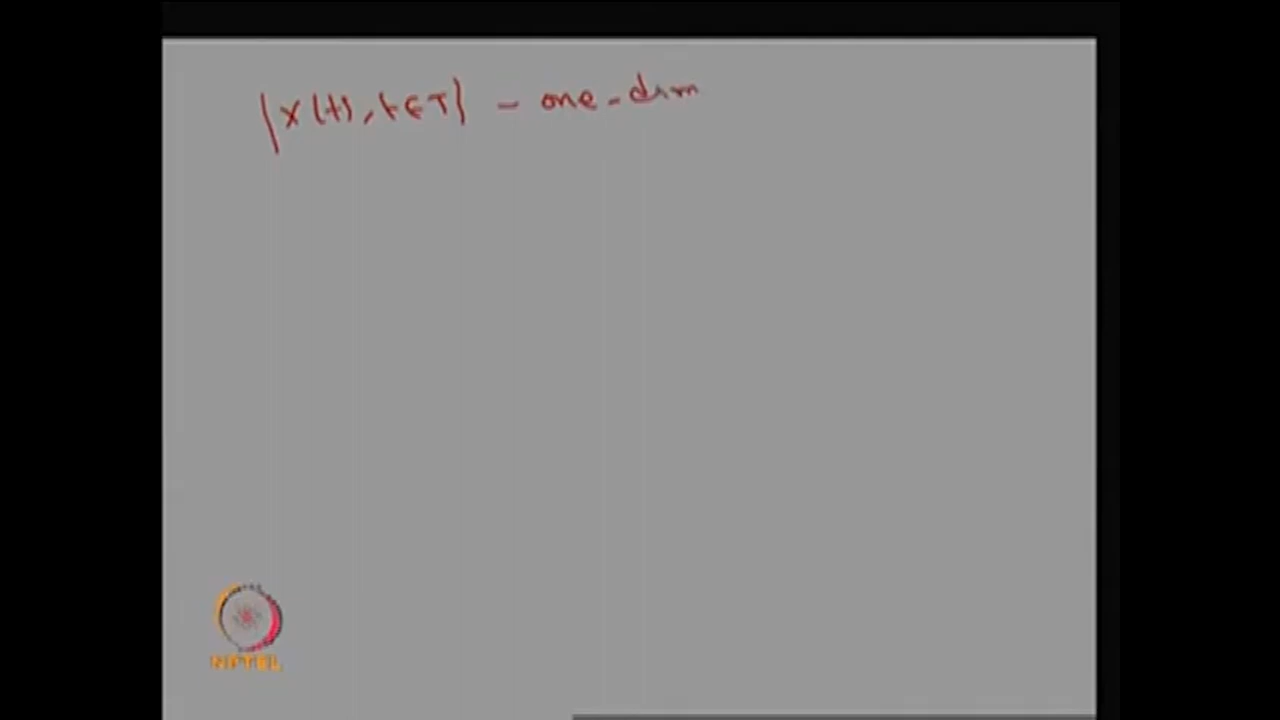 {X(t), t∈T} - one-dim
NPTEL